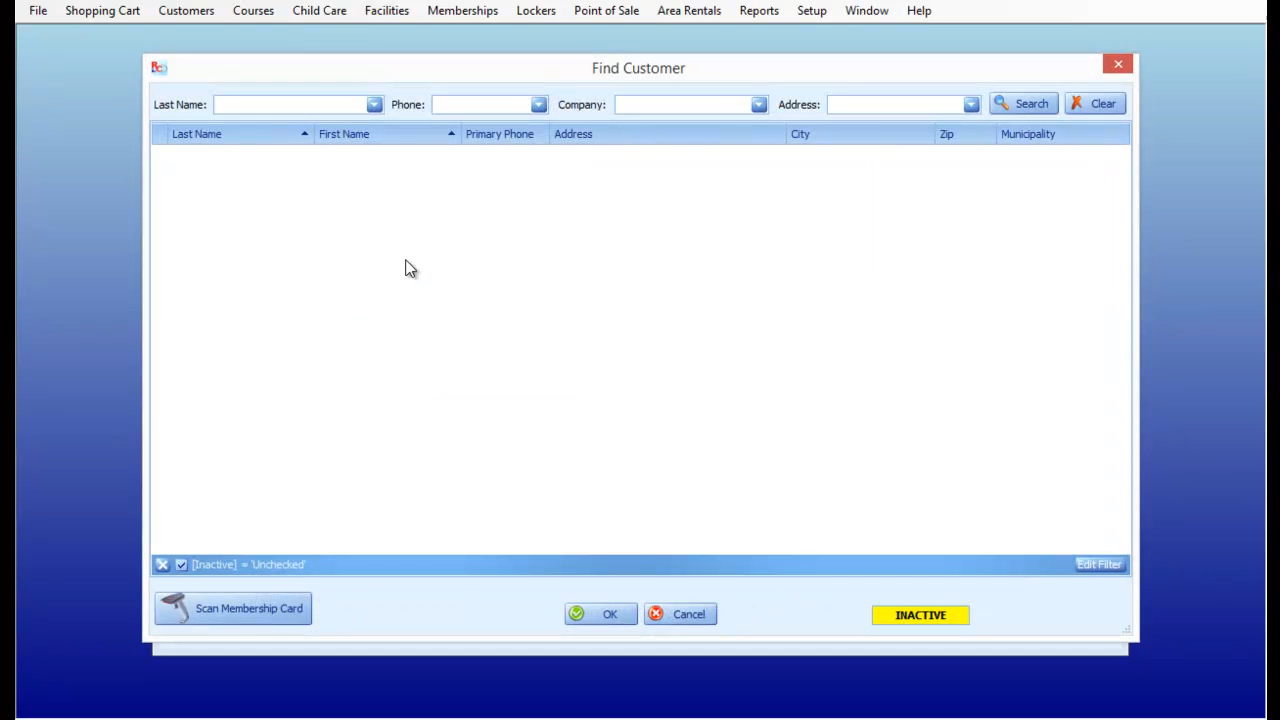 File Shopping Cart Customers Courses Child Care Facilities Memberships Lockers Point of Sale Area Rentals Reports Setup Window Help
Find Customer
Last Name: Phone: Company: Address: Search Clear
Last Name First Name Primary Phone Address City Zip Municipality
[Inactive] = 'Unchecked' Edit Filter
Scan Membership Card OK Cancel INACTIVE